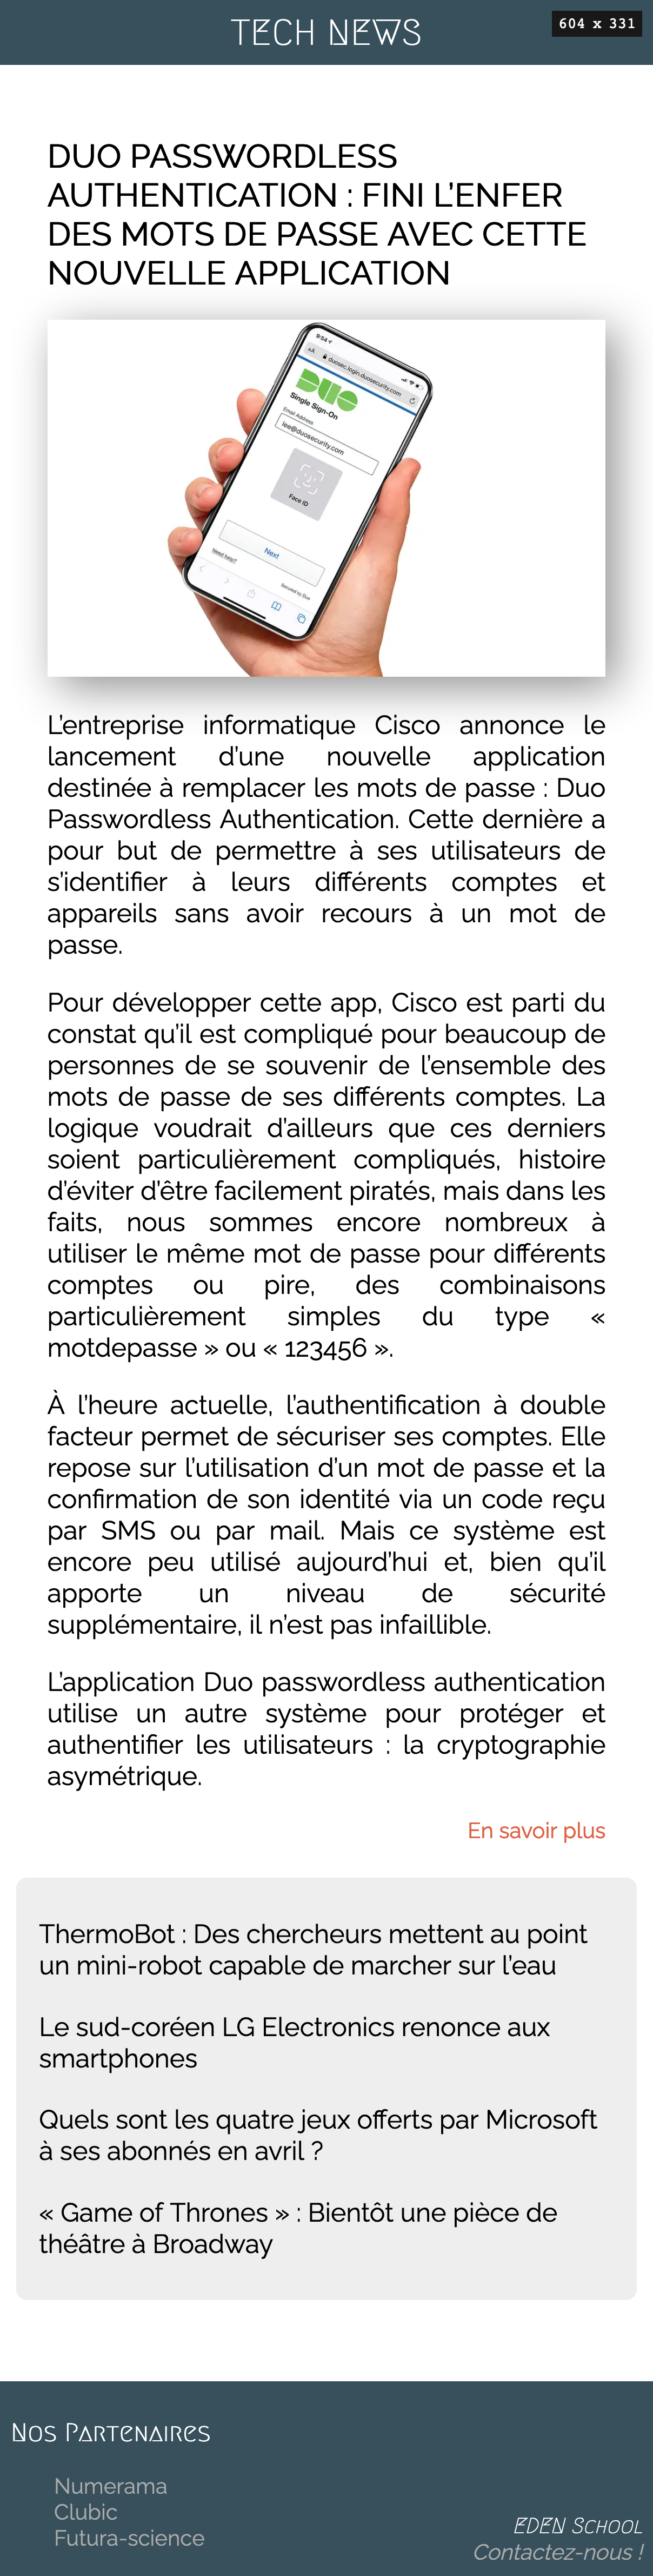 TECH NEWS
604 x 331
DUO PASSWORDLESS
AUTHENTICATION : FINI L’ENFER
DES MOTS DE PASSE AVEC CETTE
NOUVELLE APPLICATION
9:54
AA duosec.login.duosecurity.com
DUO
Single Sign-On
Email Address
lee@duosecurity.com
Face ID
Next
Need help?
Secured by Duo
L’entreprise informatique Cisco annonce le
lancement d’une nouvelle application
destinée à remplacer les mots de passe : Duo
Passwordless Authentication. Cette dernière a
pour but de permettre à ses utilisateurs de
s’identifier à leurs différents comptes et
appareils sans avoir recours à un mot de
passe.
Pour développer cette app, Cisco est parti du
constat qu’il est compliqué pour beaucoup de
personnes de se souvenir de l’ensemble des
mots de passe de ses différents comptes. La
logique voudrait d’ailleurs que ces derniers
soient particulièrement compliqués, histoire
d’éviter d’être facilement piratés, mais dans les
faits, nous sommes encore nombreux à
utiliser le même mot de passe pour différents
comptes ou pire, des combinaisons
particulièrement simples du type «
motdepasse » ou « 123456 ».
À l’heure actuelle, l’authentification à double
facteur permet de sécuriser ses comptes. Elle
repose sur l’utilisation d’un mot de passe et la
confirmation de son identité via un code reçu
par SMS ou par mail. Mais ce système est
encore peu utilisé aujourd’hui et, bien qu’il
apporte un niveau de sécurité
supplémentaire, il n’est pas infaillible.
L’application Duo passwordless authentication
utilise un autre système pour protéger et
authentifier les utilisateurs : la cryptographie
asymétrique.
En savoir plus
ThermoBot : Des chercheurs mettent au point
un mini-robot capable de marcher sur l’eau
Le sud-coréen LG Electronics renonce aux
smartphones
Quels sont les quatre jeux offerts par Microsoft
à ses abonnés en avril ?
« Game of Thrones » : Bientôt une pièce de
théâtre à Broadway
Nos Partenaires
Numerama
Clubic
Futura-science
EDEN School
Contactez-nous !